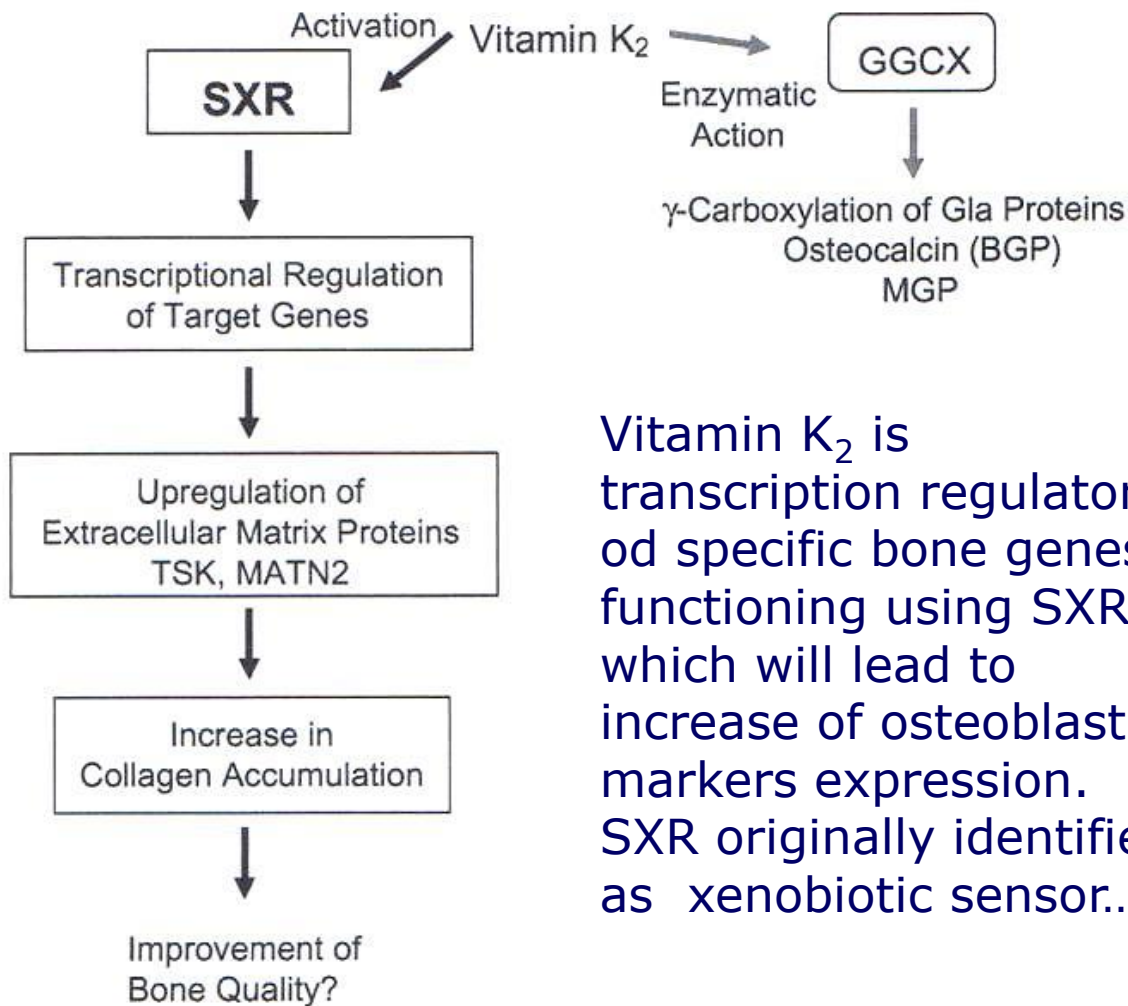 Activation
Vitamin K₂
SXR
GGCX
Enzymatic
Action
γ-Carboxylation of Gla Proteins
Osteocalcin (BGP)
MGP
Transcriptional Regulation
of Target Genes
Upregulation of
Extracellular Matrix Proteins
TSK, MATN2
Increase in
Collagen Accumulation
Improvement of
Bone Quality?
Vitamin K₂ is
transcription regulator
od specific bone genes
functioning using SXR
which will lead to
increase of osteoblast
markers expression.
SXR originally
as xenobiotic sensor..